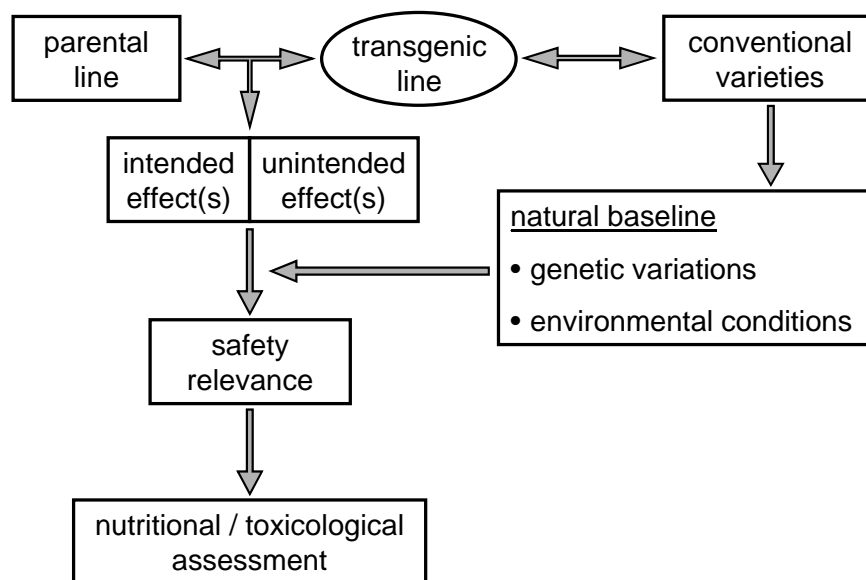 parental
line
transgenic
line
conventional
varieties
intended
effect(s)
unintended
effect(s)
natural baseline
• genetic variations
• environmental conditions
safety
relevance
nutritional / toxicological
assessment